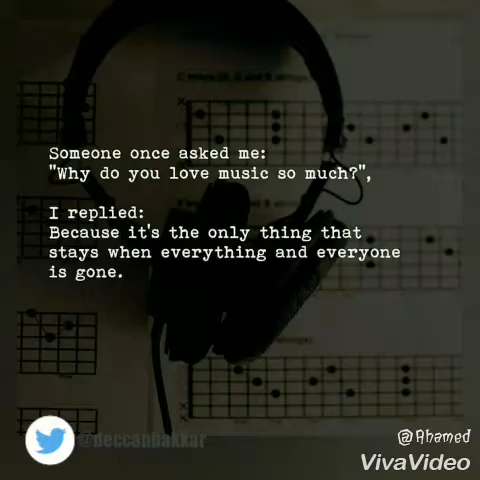 Someone once asked me:
"Why do you love music so much?",
I replied:
Because it's the only thing that
stays when everything and everyone
is gone.
@deccanbakkar
@Ahamed
VivaVideo